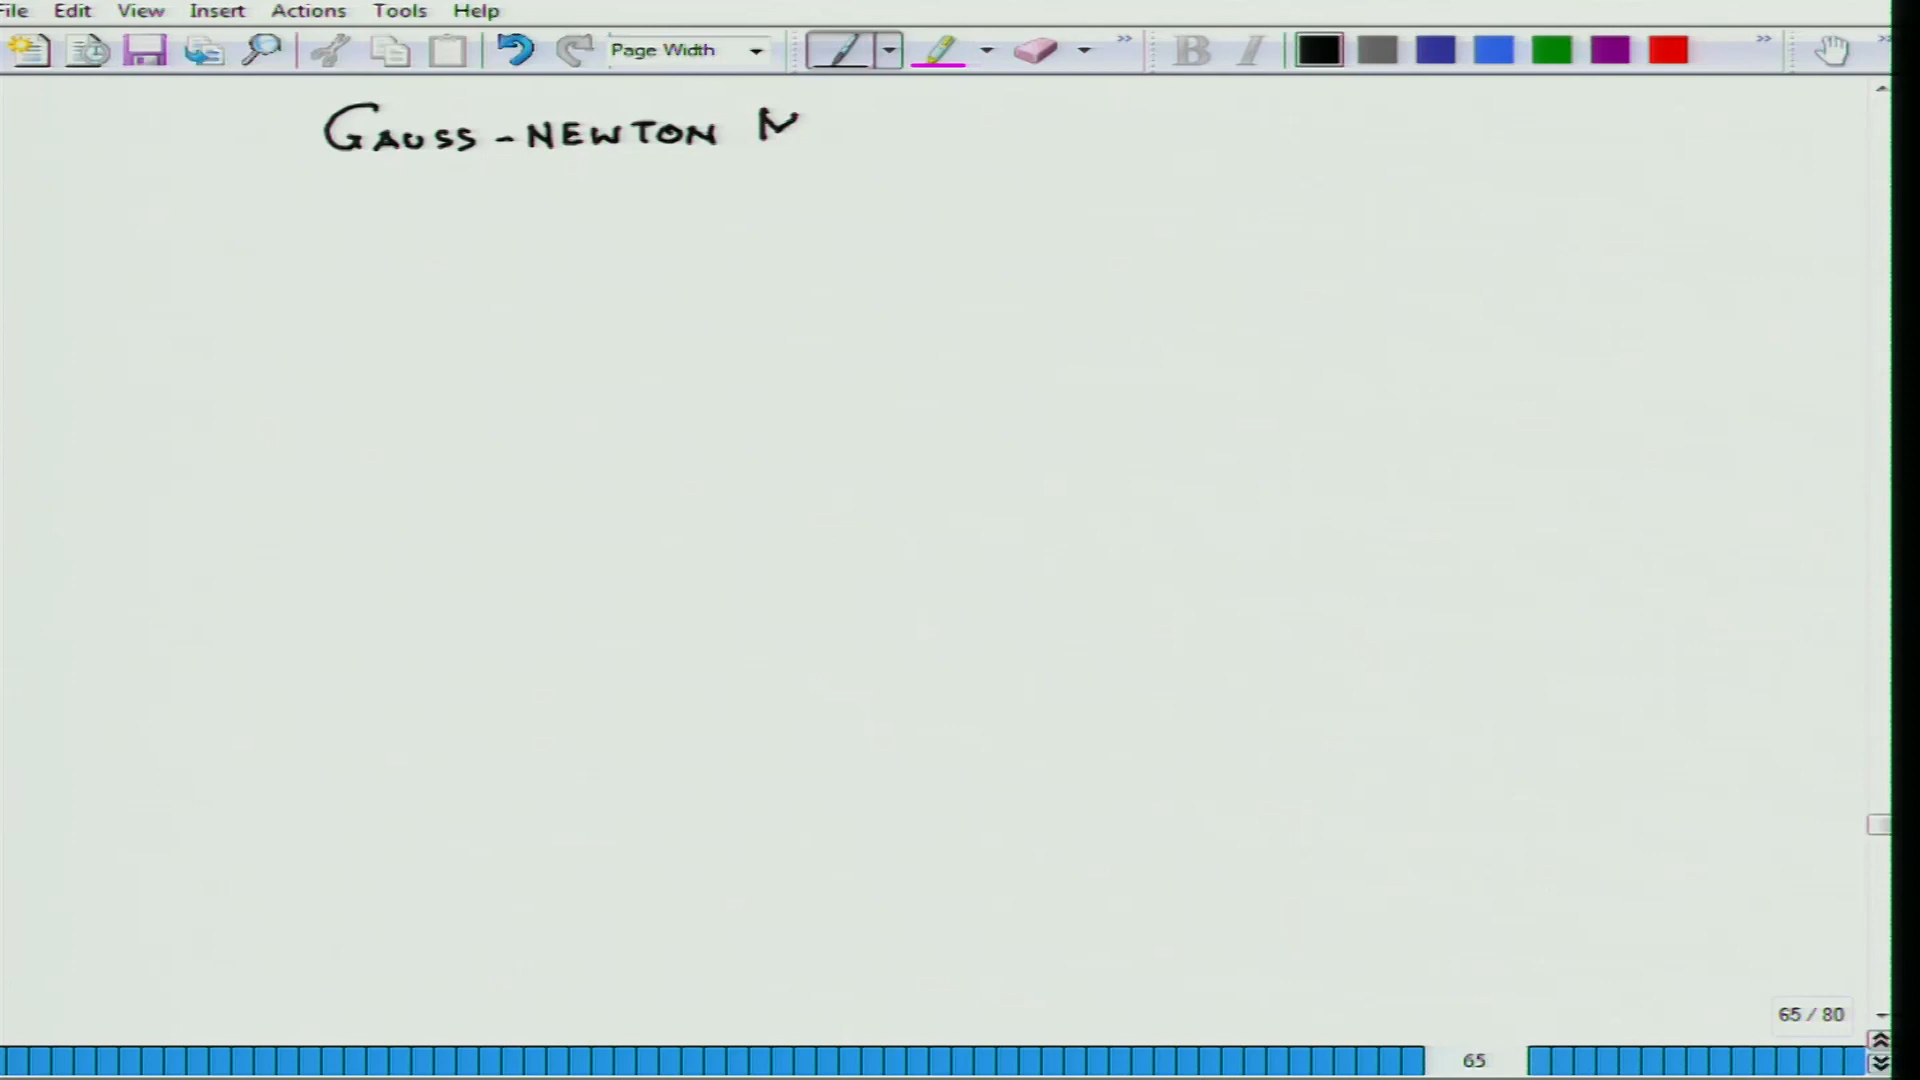 File Edit View Insert Actions Tools Help
Page Width
GAUSS-NEWTON
65 / 80
65